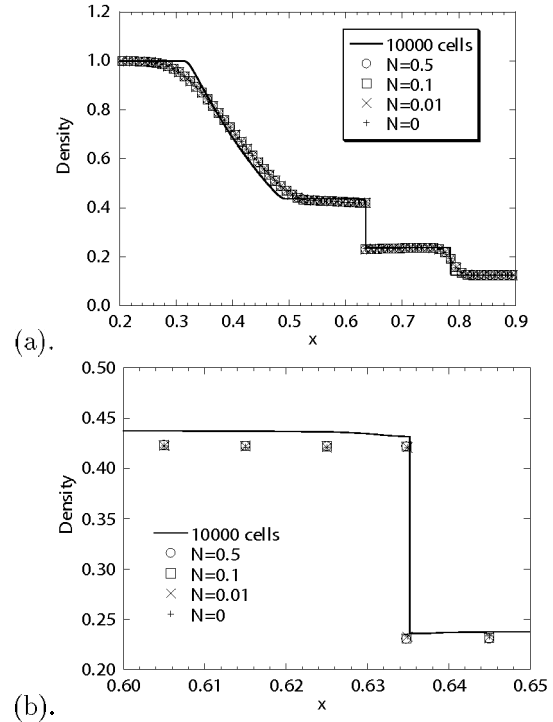 1.2
1.0
0.8
0.6
0.4
0.2
0.0
Density
10000 cells
N=0.5
N=0.1
N=0.01
N=0
0.2 0.3 0.4 0.5 0.6 0.7 0.8 0.9
x
(a).
0.50
0.45
0.40
0.35
0.30
0.25
0.20
Density
10000 cells
N=0.5
N=0.1
N=0.01
N=0
0.60 0.61 0.62 0.63 0.64 0.65
x
(b).